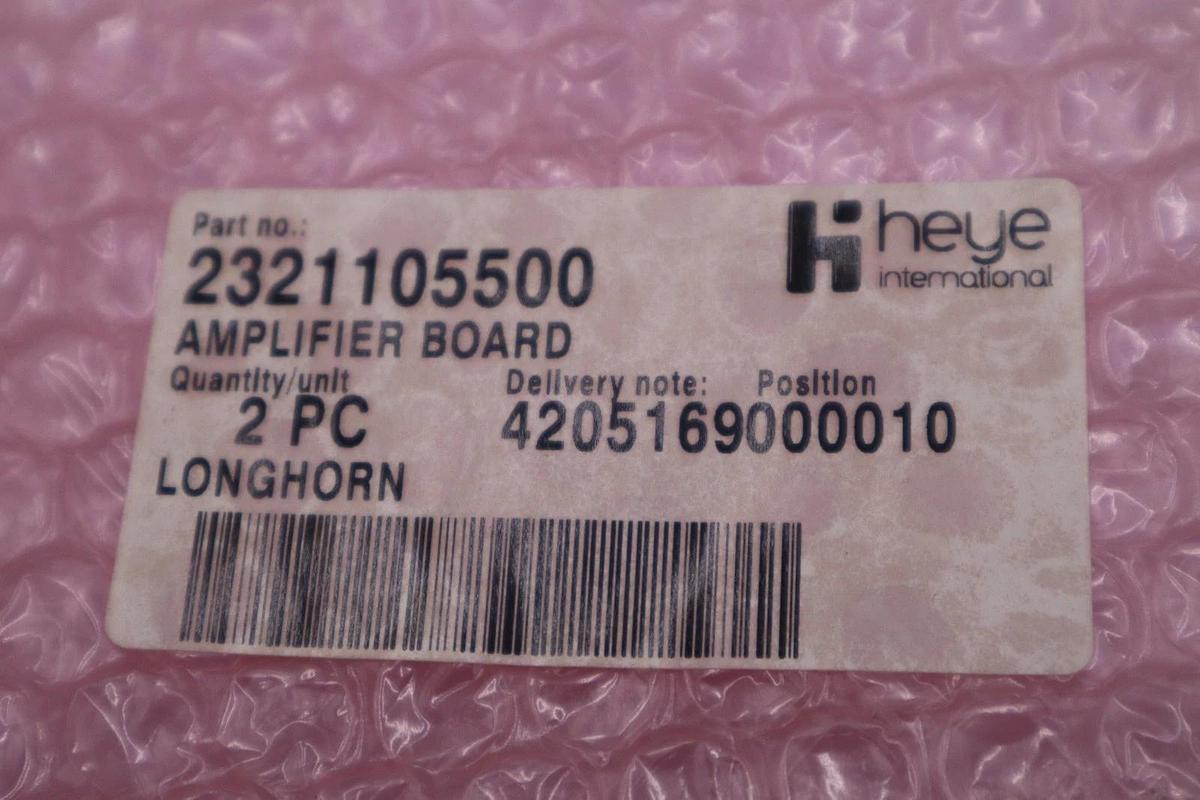 Part no.:
2321105500
heye
international
AMPLIFIER BOARD
Quantity/unit
Delivery note: Position
2 PC
4205169000010
LONGHORN